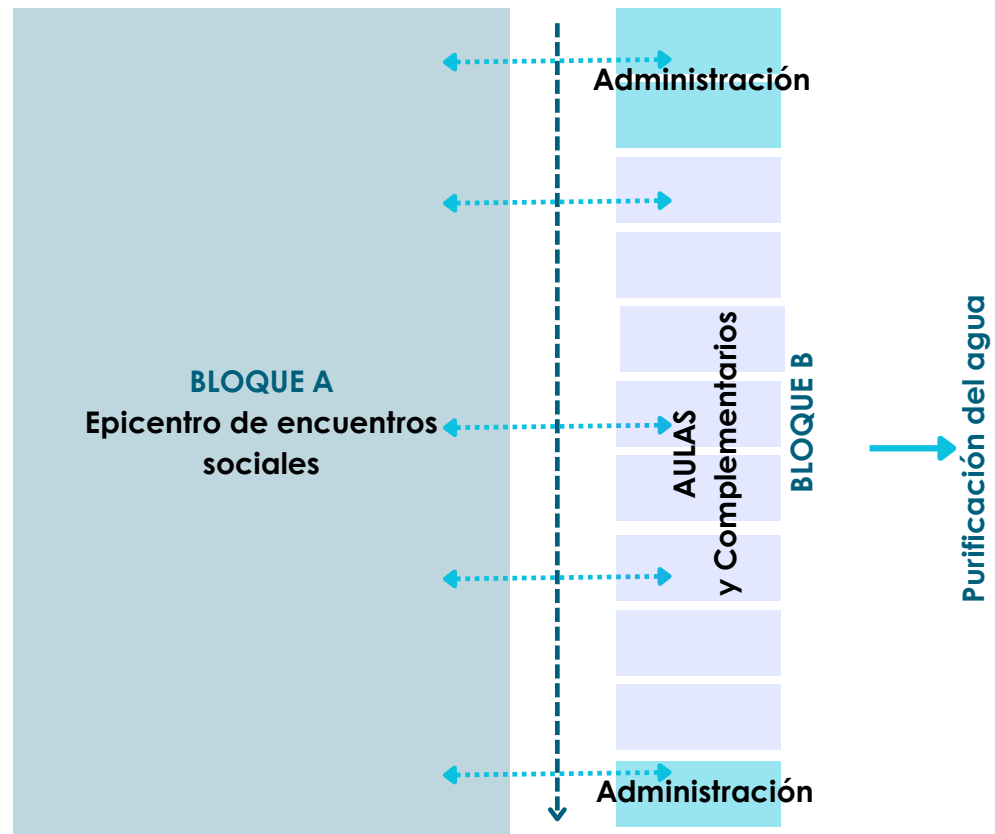 Administración
BLOQUE A
Epicentro de encuentros
sociales
AULAS
y Complementarios
BLOQUE B
Purificación del agua
Administración